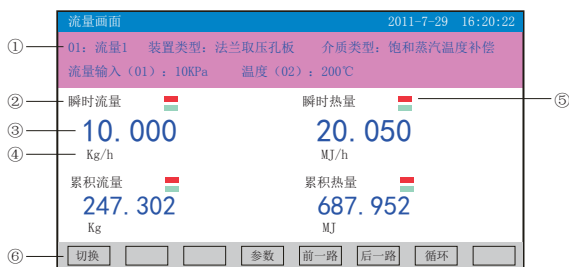 流量画面 2011-7-29 16:20:22
① 01：流量1 装置类型：法兰取压孔板 介质类型：饱和蒸汽温度补偿
流量输入（01）：10KPa 温度（02）：200℃
② 瞬时流量 瞬时热量 ⑤
③ 10.000 20.050
④ Kg/h MJ/h
累积流量 累积热量
247.302 687.952
Kg MJ
⑥ 切换 参数 前一路 后一路 循环